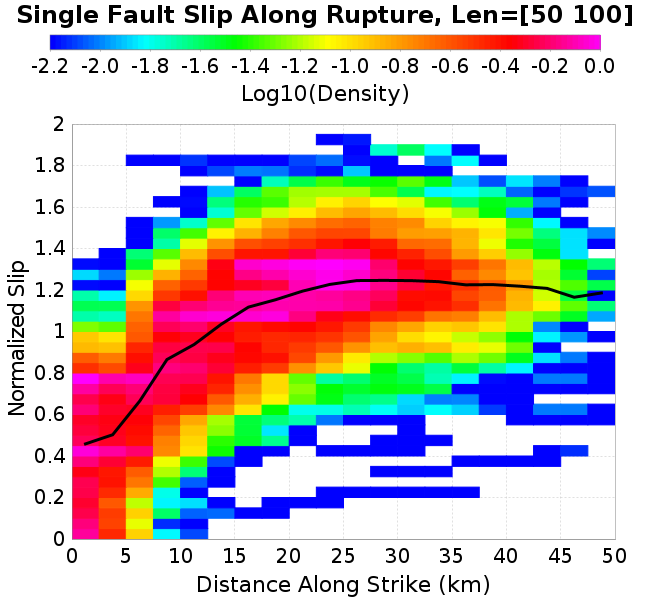 Single Fault Slip Along Rupture, Len=[50 100]
-2.2 -2.0 -1.8 -1.6 -1.4 -1.2 -1.0 -0.8 -0.6 -0.4 -0.2 0.0
Log10(Density)
2
1.8
1.6
1.4
1.2
1
0.8
0.6
0.4
0.2
0
Normalized Slip
0 5 10 15 20 25 30 35 40 45 50
Distance Along Strike (km)